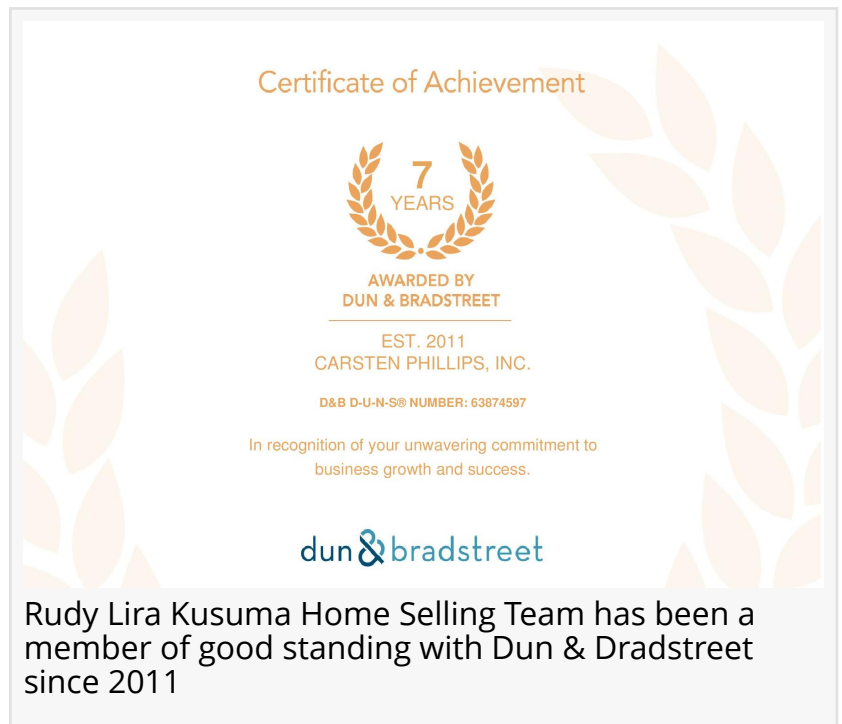 Certificate of Achievement
7
YEARS
AWARDED BY
DUN & BRADSTREET
EST. 2011
CARSTEN PHILLIPS, INC.
D&B D-U-N-S® NUMBER: 63874597
In recognition of your unwavering commitment to
business growth and success.
dun & bradstreet
Rudy Lira Kusuma Home Selling Team has been a
member of good standing with Dun & Dradstreet
since 2011